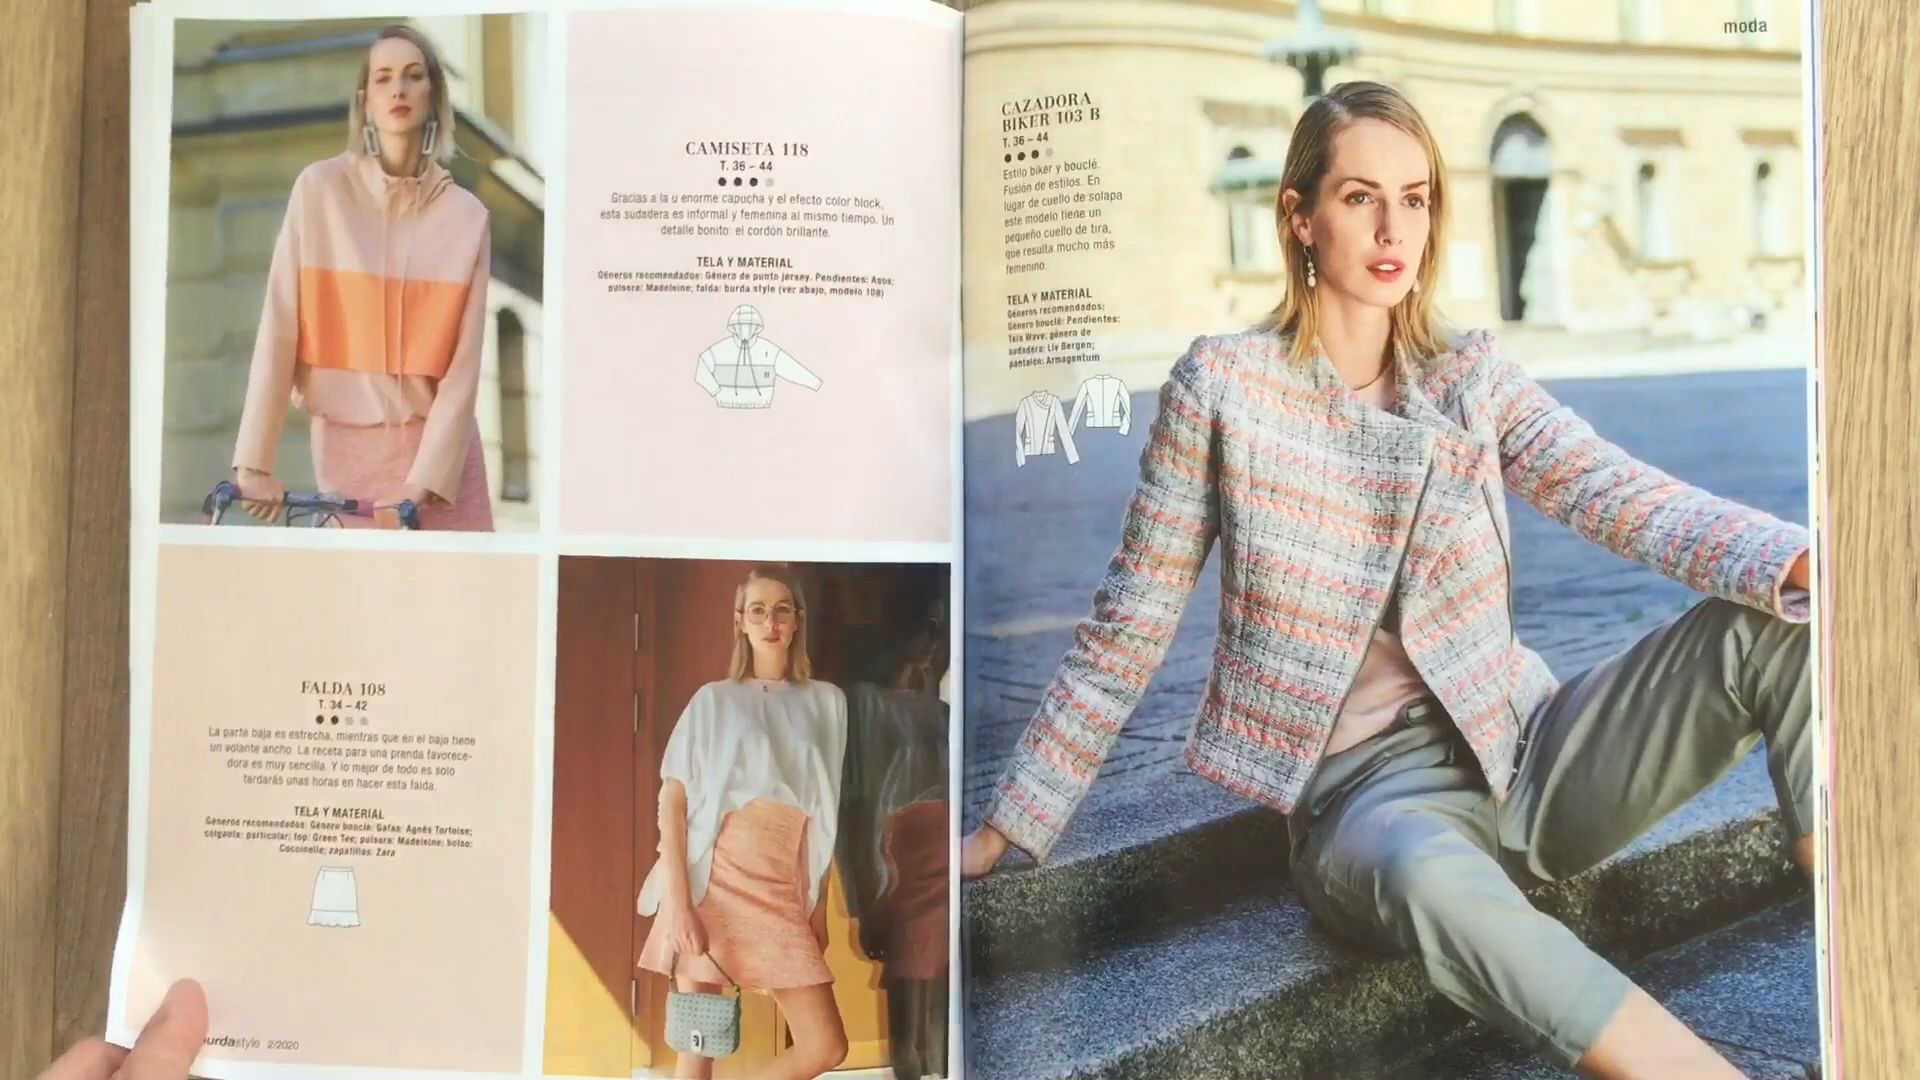 CAMISETA 118
T. 36 – 44
Gracias a la u enorme capucha y el efecto color block,
esta sudadera es informal y femenina al mismo tiempo. Un
detalle bonito: el cordón brillante.
TELA Y MATERIAL
Géneros recomendados: Género de punto jersey. Pendientes: Asos;
pulsera: Madeleine; falda: burda style (ver abajo, modelo 108)
FALDA 108
T. 34 – 42
La parte baja es estrecha, mientras que en el bajo tiene
un volante ancho. La receta para una prenda favorece-
dora es muy sencilla. Y lo mejor de todo es solo
tardarás unas horas en hacer esta falda.
TELA Y MATERIAL
Géneros recomendados: Género bouclé. Gafas: Agnès Tortoise;
colgante: particular; top: Green Tee; pulsera: Madeleine; bolso:
Coccinelle; zapatillas: Zara
urdastyle 2/2020
moda
CAZADORA
BIKER 103 B
T. 36 – 44
Estilo biker y bouclé.
Fusión de estilos. En
lugar de cuello de solapa
este modelo tiene un
pequeño cuello de tira,
que resulta mucho más
femenino.
TELA Y MATERIAL
Géneros recomendados:
Género bouclé: Pendientes:
Tala Wave; género de
sudadera: Liv Bergen;
pantalón: Armagentum